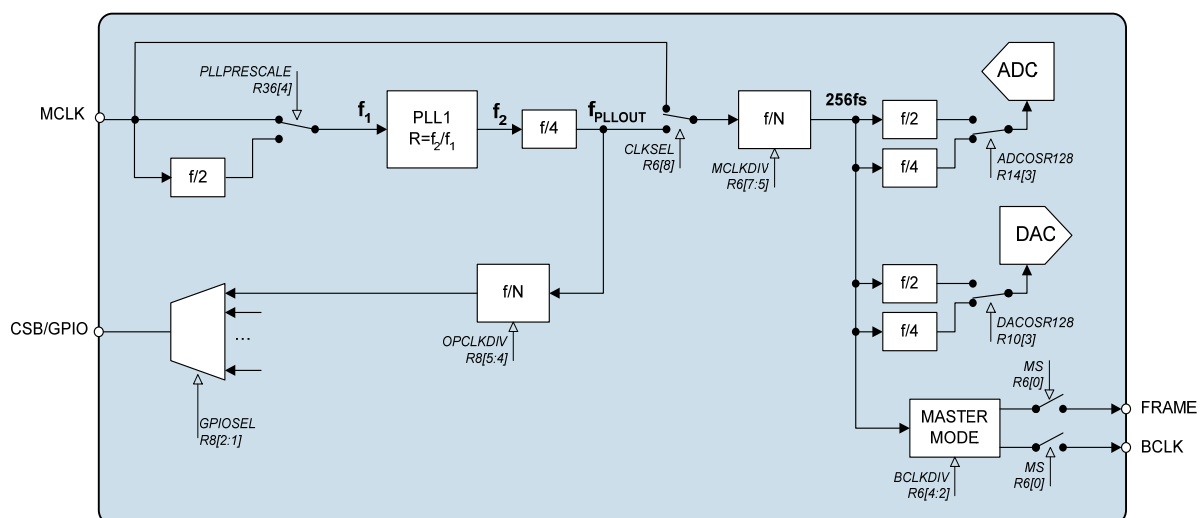 ADC
PLLPRESCALE
R36[4]
MCLK
f1
PLL1
R=f2/f1
f2
f/4
fPLLOUT
CLKSEL
R6[8]
f/N
MCLKDIV
R6[7:5]
256fs
f/2
f/4
ADCOSR128
R14[3]
f/2
DAC
f/2
f/4
DACOSR128
R10[3]
f/N
OPCLKDIV
R8[5:4]
CSB/GPIO
...
GPIOSEL
R8[2:1]
MS
R6[0]
FRAME
MASTER
MODE
BCLK
BCLKDIV
R6[4:2]
MS
R6[0]